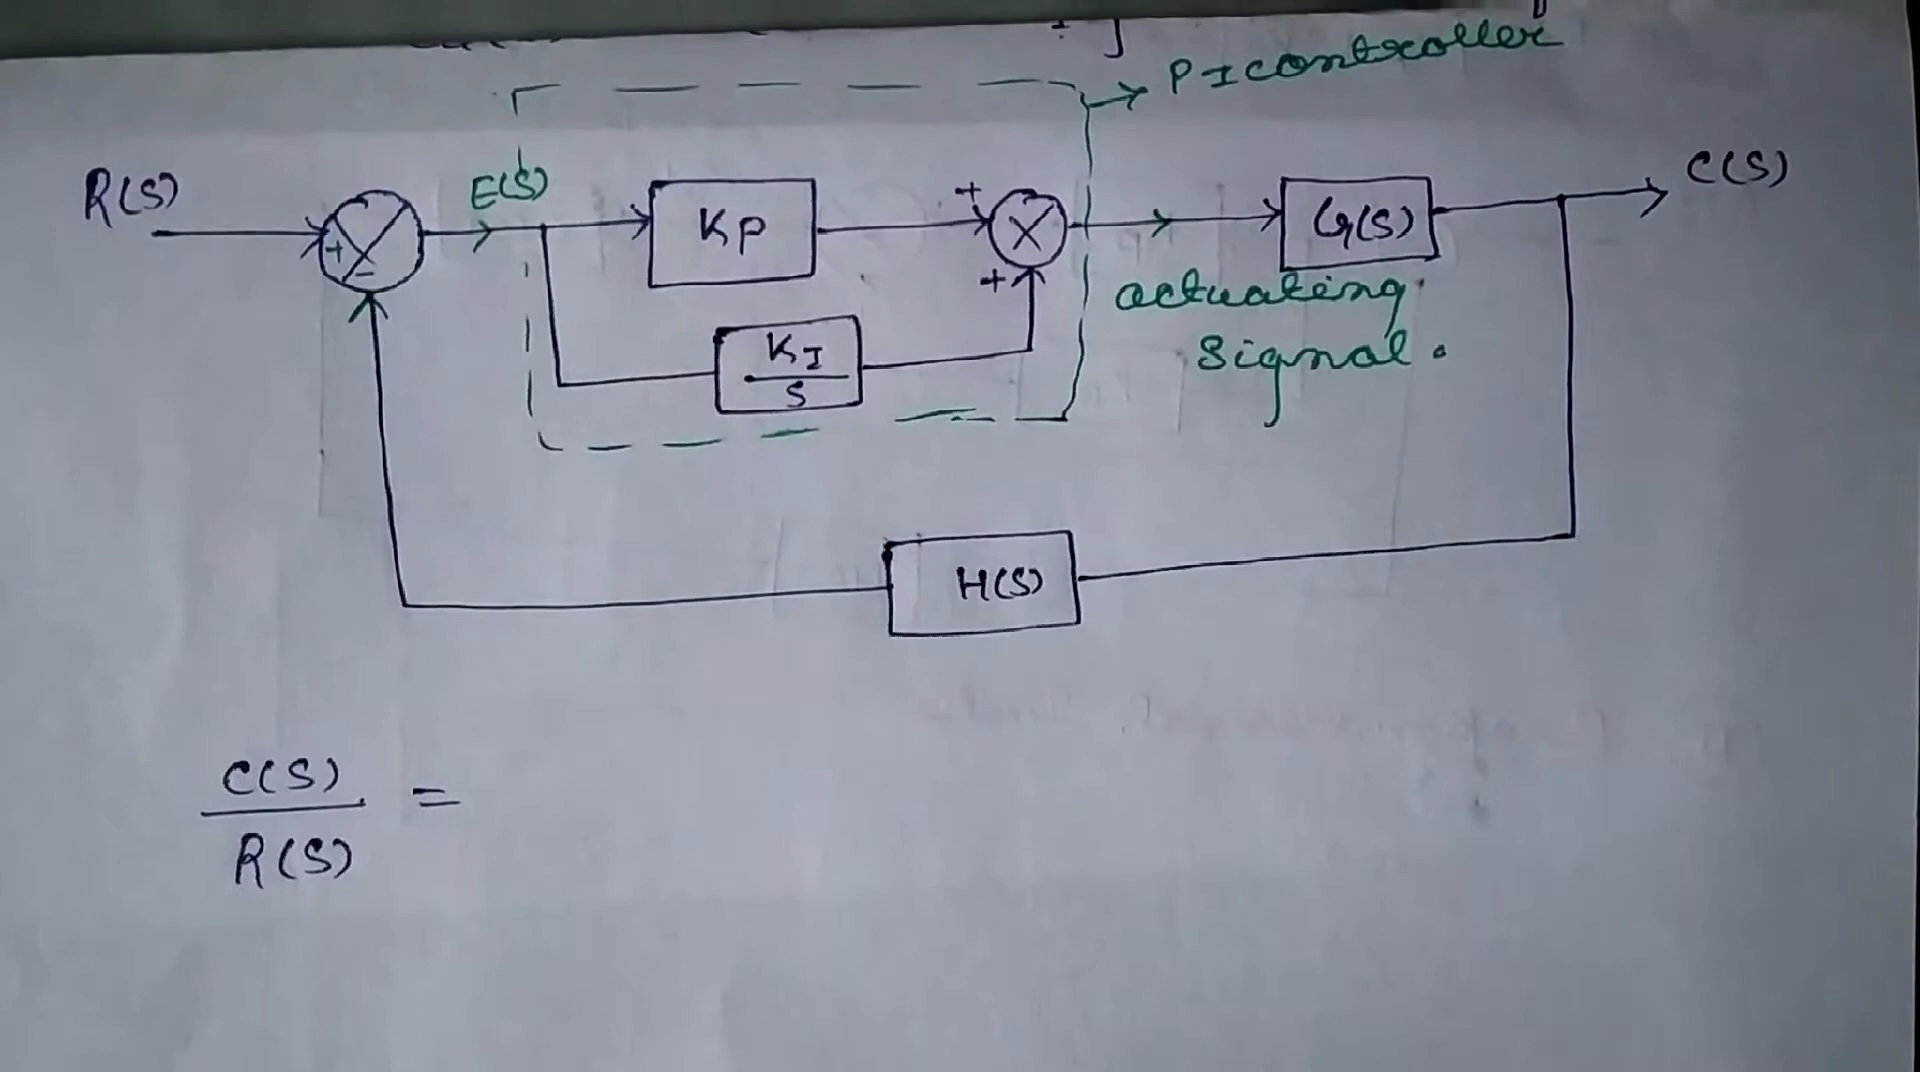 PI controller
R(S)
E(S)
KP
+
+
+
-
G(S)
C(S)
KI
S
actuating
signal.
H(S)
C(S)
R(S)
=